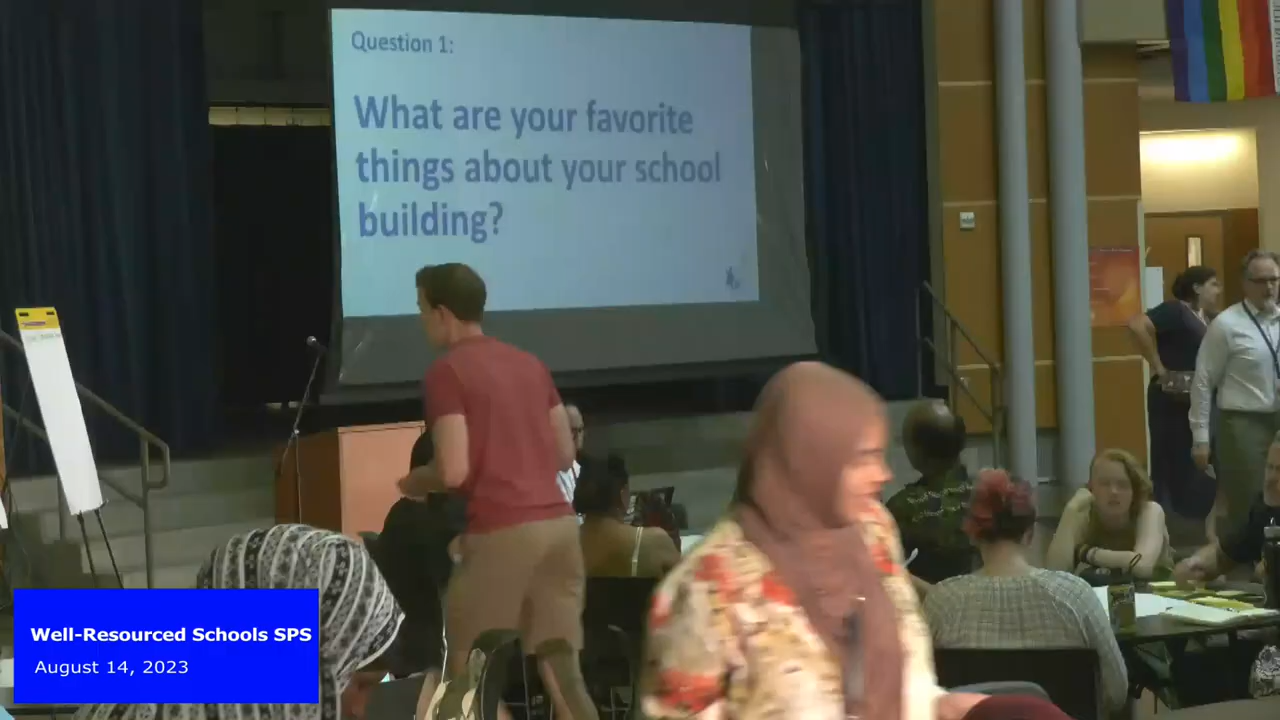 Question 1:
What are your favorite
things about your school
building?
Well-Resourced Schools SPS
August 14, 2023